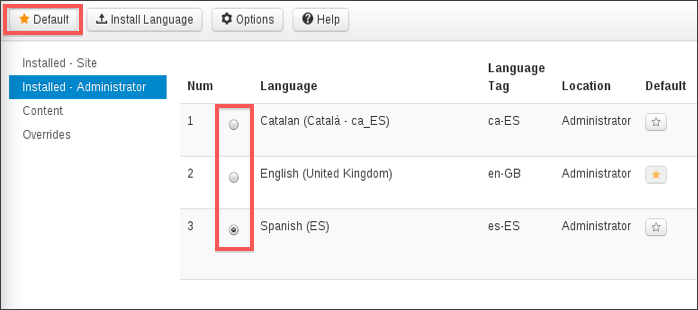 Default Install Language Options Help
Installed - Site
Installed - Administrator
Content
Overrides
Num Language Language Tag Location Default
1 Catalan (Català - ca_ES) ca-ES Administrator
2 English (United Kingdom) en-GB Administrator
3 Spanish (ES) es-ES Administrator